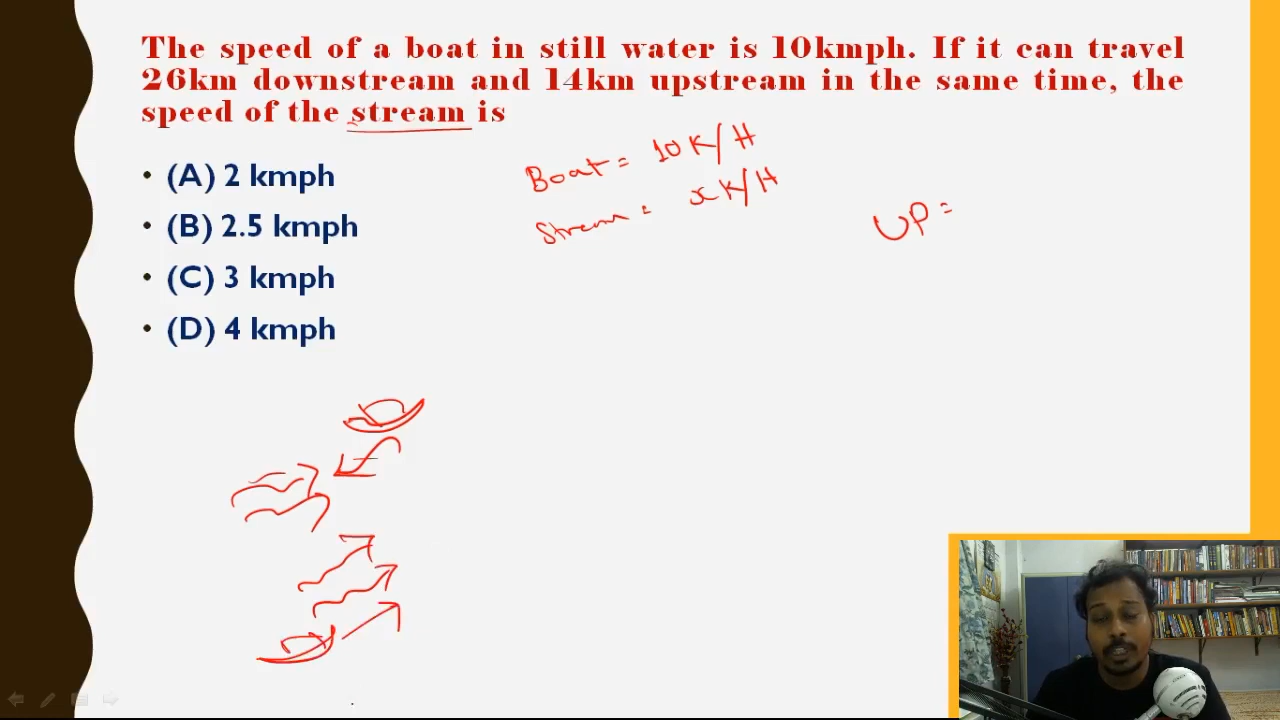 The speed of a boat in still water is 10kmph. If it can travel
26km downstream and 14km upstream in the same time, the
speed of the stream is
• (A) 2 kmph
• (B) 2.5 kmph
• (C) 3 kmph
• (D) 4 kmph
Boat = 10 K/H
Stream = x K/H
UP =